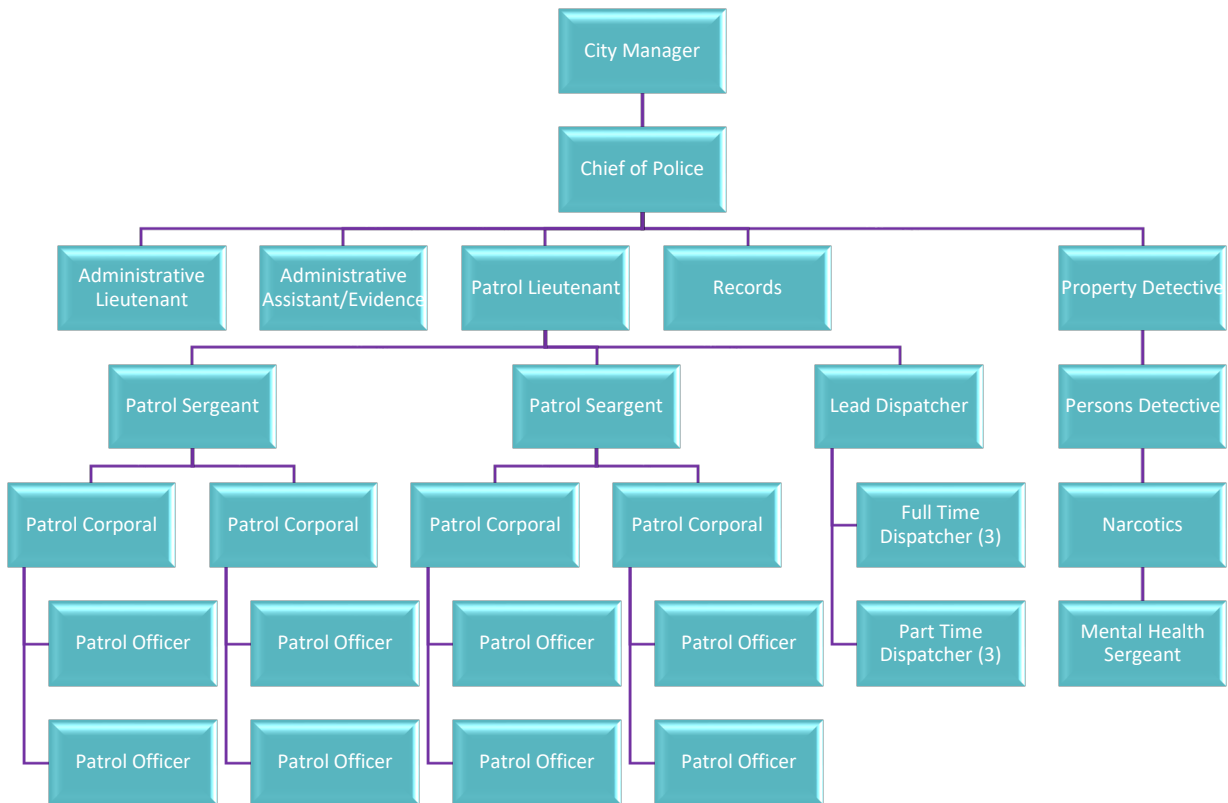 City Manager
Chief of Police
Administrative
Lieutenant
Administrative
Assistant/Evidence
Patrol Lieutenant
Records
Property Detective
Patrol Sergeant
Patrol Seargent
Lead Dispatcher
Persons Detective
Patrol Corporal
Patrol Corporal
Patrol Corporal
Patrol Corporal
Full Time
Dispatcher (3)
Narcotics
Patrol Officer
Patrol Officer
Patrol Officer
Patrol Officer
Part Time
Dispatcher (3)
Mental Health
Sergeant
Patrol Officer
Patrol Officer
Patrol Officer
Patrol Officer